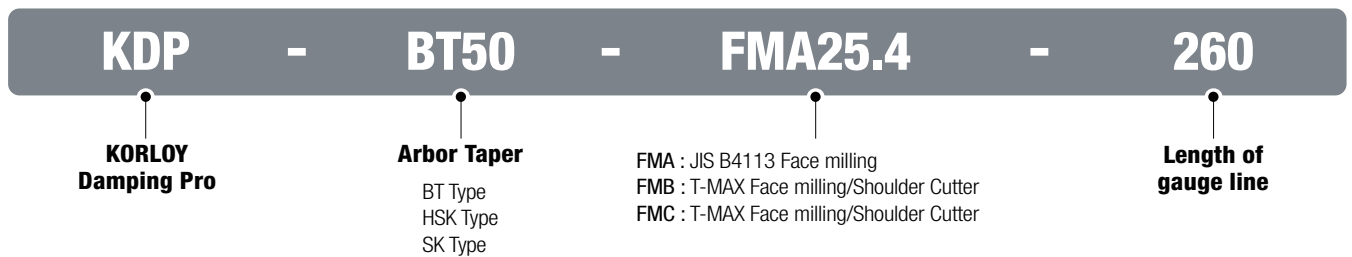 KDP - BT50 - FMA25.4 - 260
KORLOY
Damping Pro
Arbor Taper
BT Type
HSK Type
SK Type
FMA : JIS B4113 Face milling
FMB : T-MAX Face milling/Shoulder Cutter
FMC : T-MAX Face milling/Shoulder Cutter
Length of
gauge line